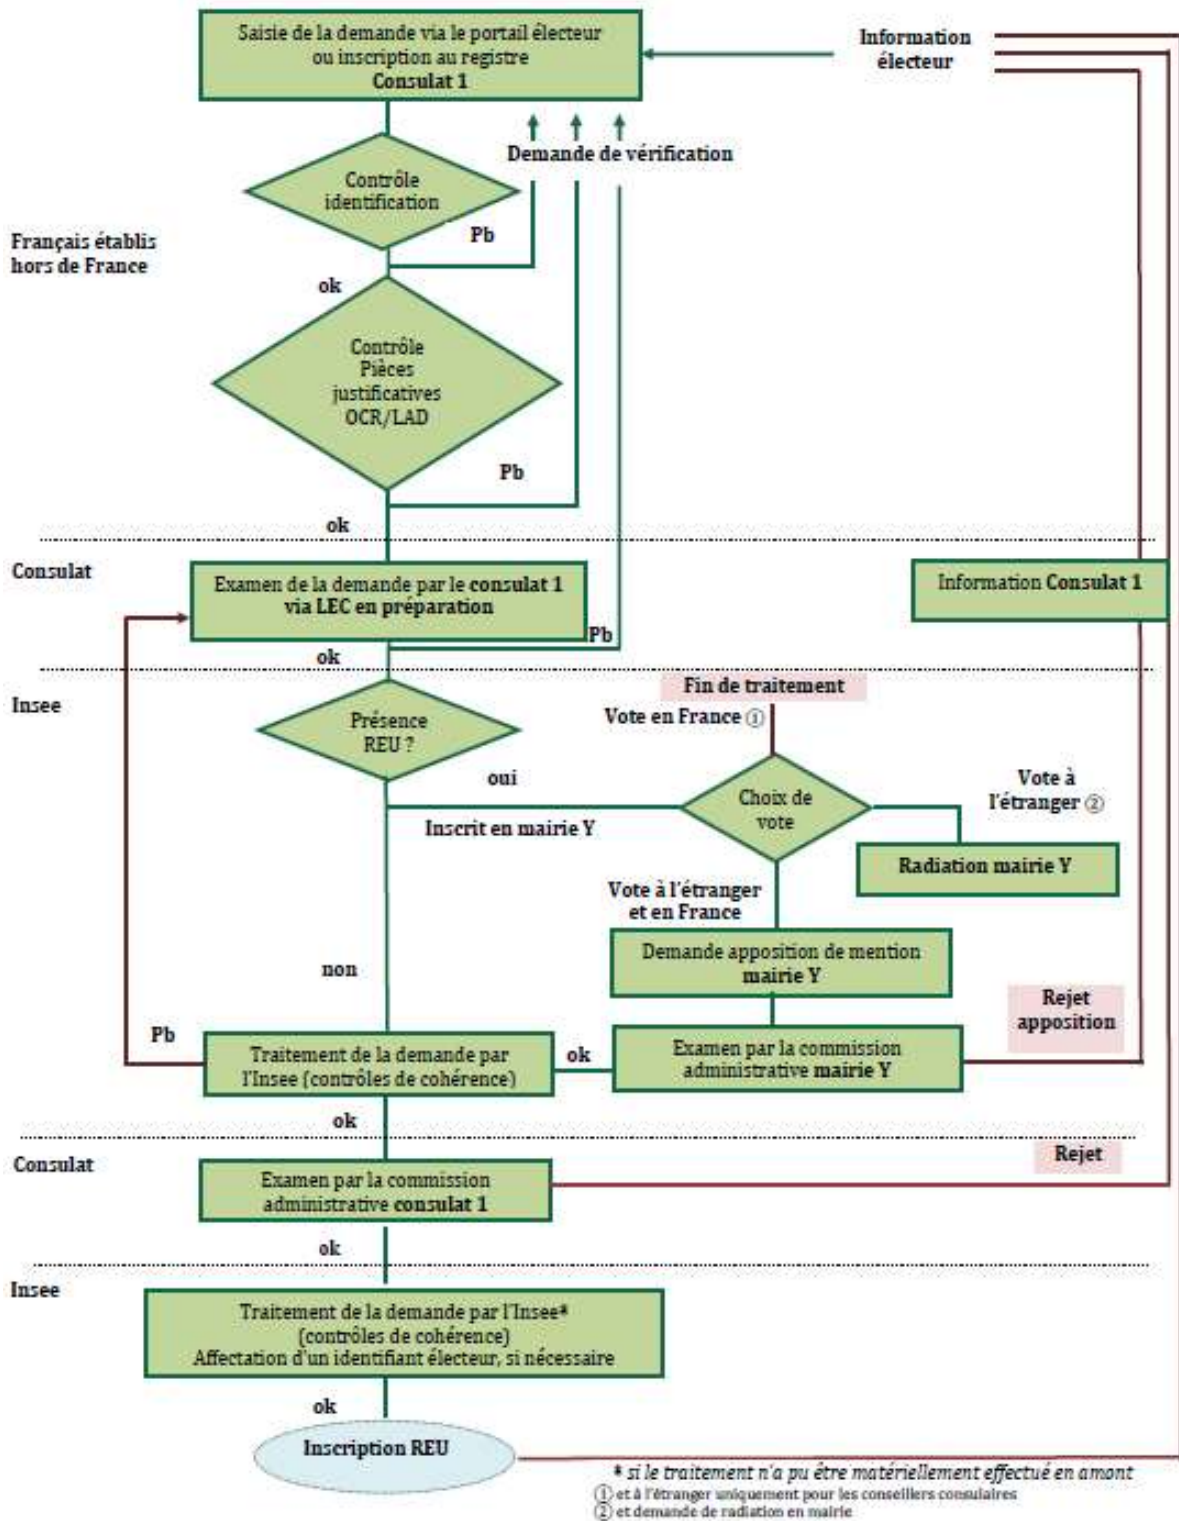 Saisie de la demande via le portail électeur
ou inscription au registre
Consulat 1
Information
électeur
Demande de vérification
Contrôle
identification
Pb
Français établis
hors de France
ok
Contrôle
Pièces
justificatives
OCR/LAD
Pb
ok
Consulat
Examen de la demande par le consulat 1
via LEC en préparation
Information Consulat 1
Pb
ok
Insee
Fin de traitement
Vote en France ①
Présence
REU ?
oui
Choix de
vote
Vote à
l'étranger ②
Inscrit en mairie Y
Radiation mairie Y
Vote à l'étranger
et en France
Demande apposition de mention
mairie Y
non
Rejet
apposition
Pb
Traitement de la demande par
l'Insee (contrôles de cohérence)
ok
Examen par la commission
administrative mairie Y
ok
Consulat
Rejet
Examen par la commission
administrative consulat 1
ok
Insee
Traitement de la demande par l'Insee*
(contrôles de cohérence)
Affectation d'un identifiant électeur, si nécessaire
ok
Inscription REU
* si le traitement n'a pu être matériellement effectué en amont
① et à l'étranger uniquement pour les conseillers consulaires
② et demande de radiation en mairie